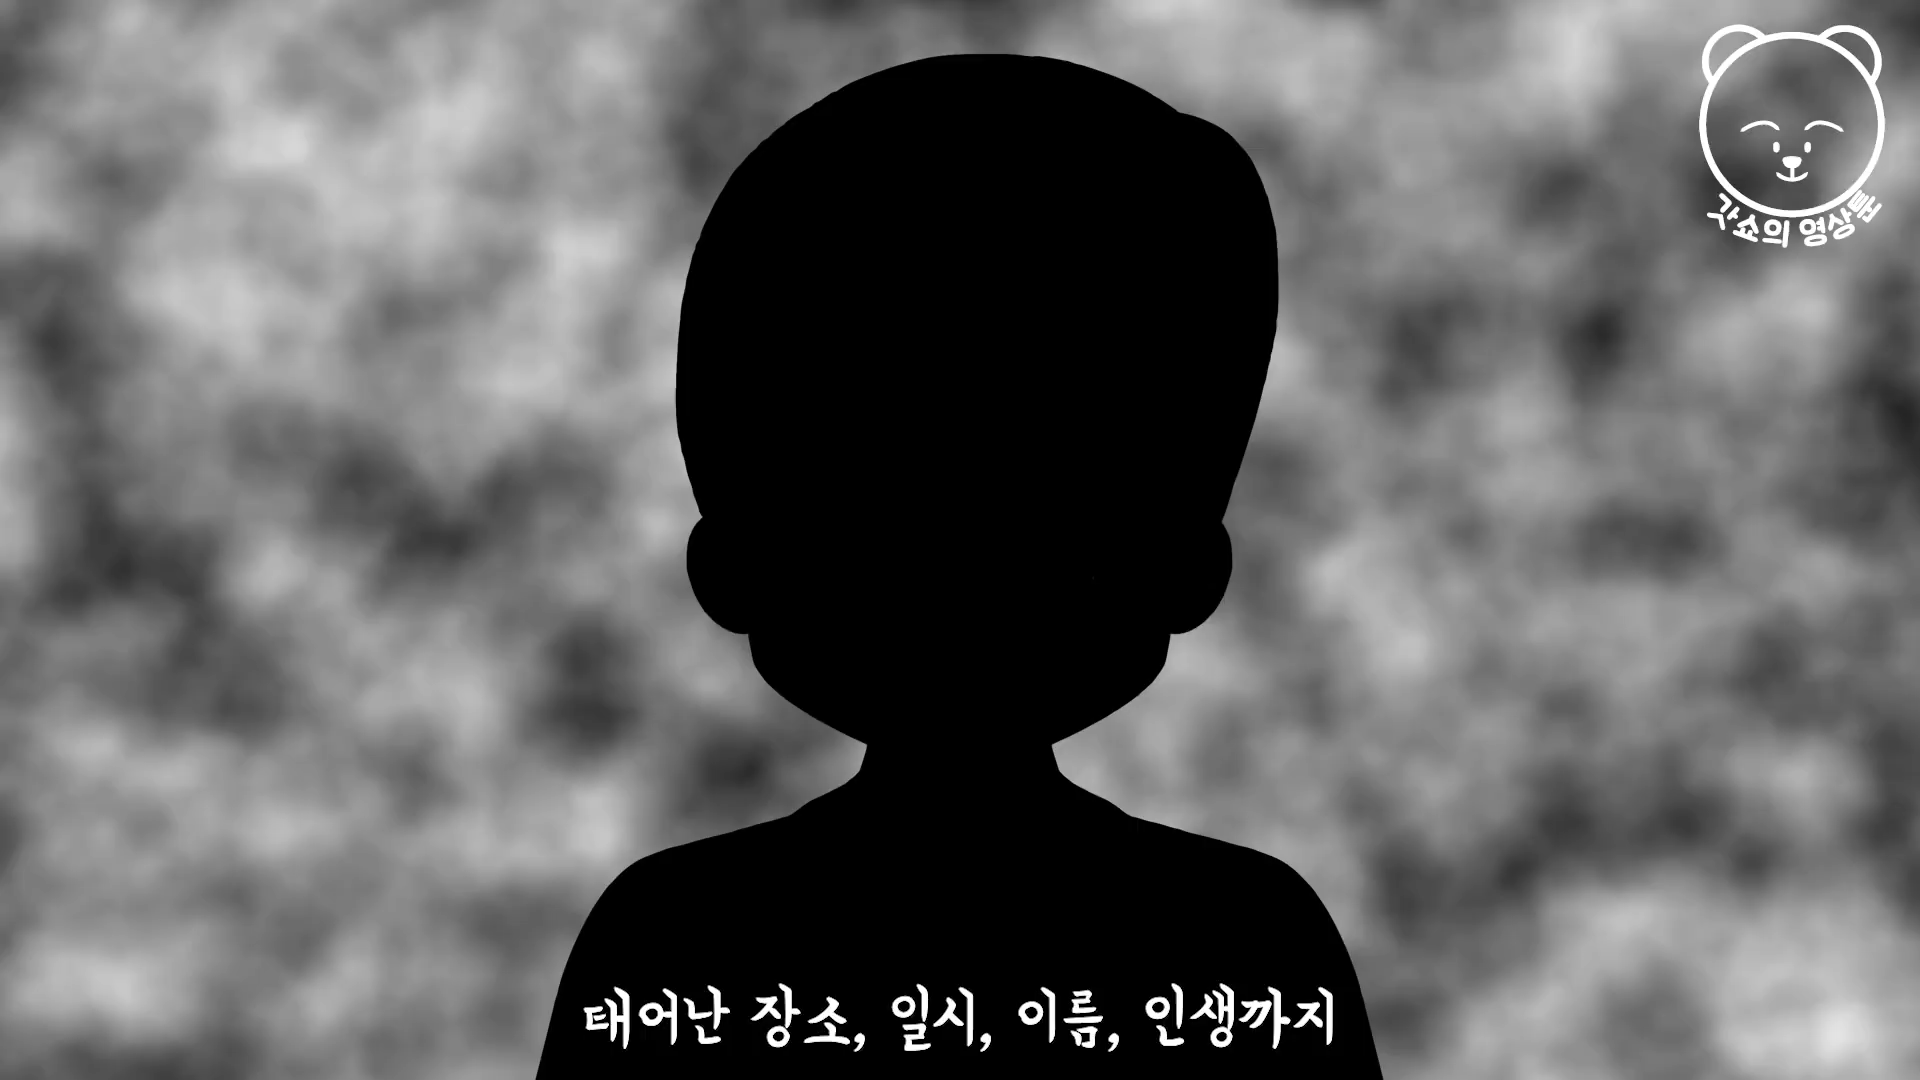 갓쇼의 영상툰
태어난 장소, 일시, 이름, 인생까지